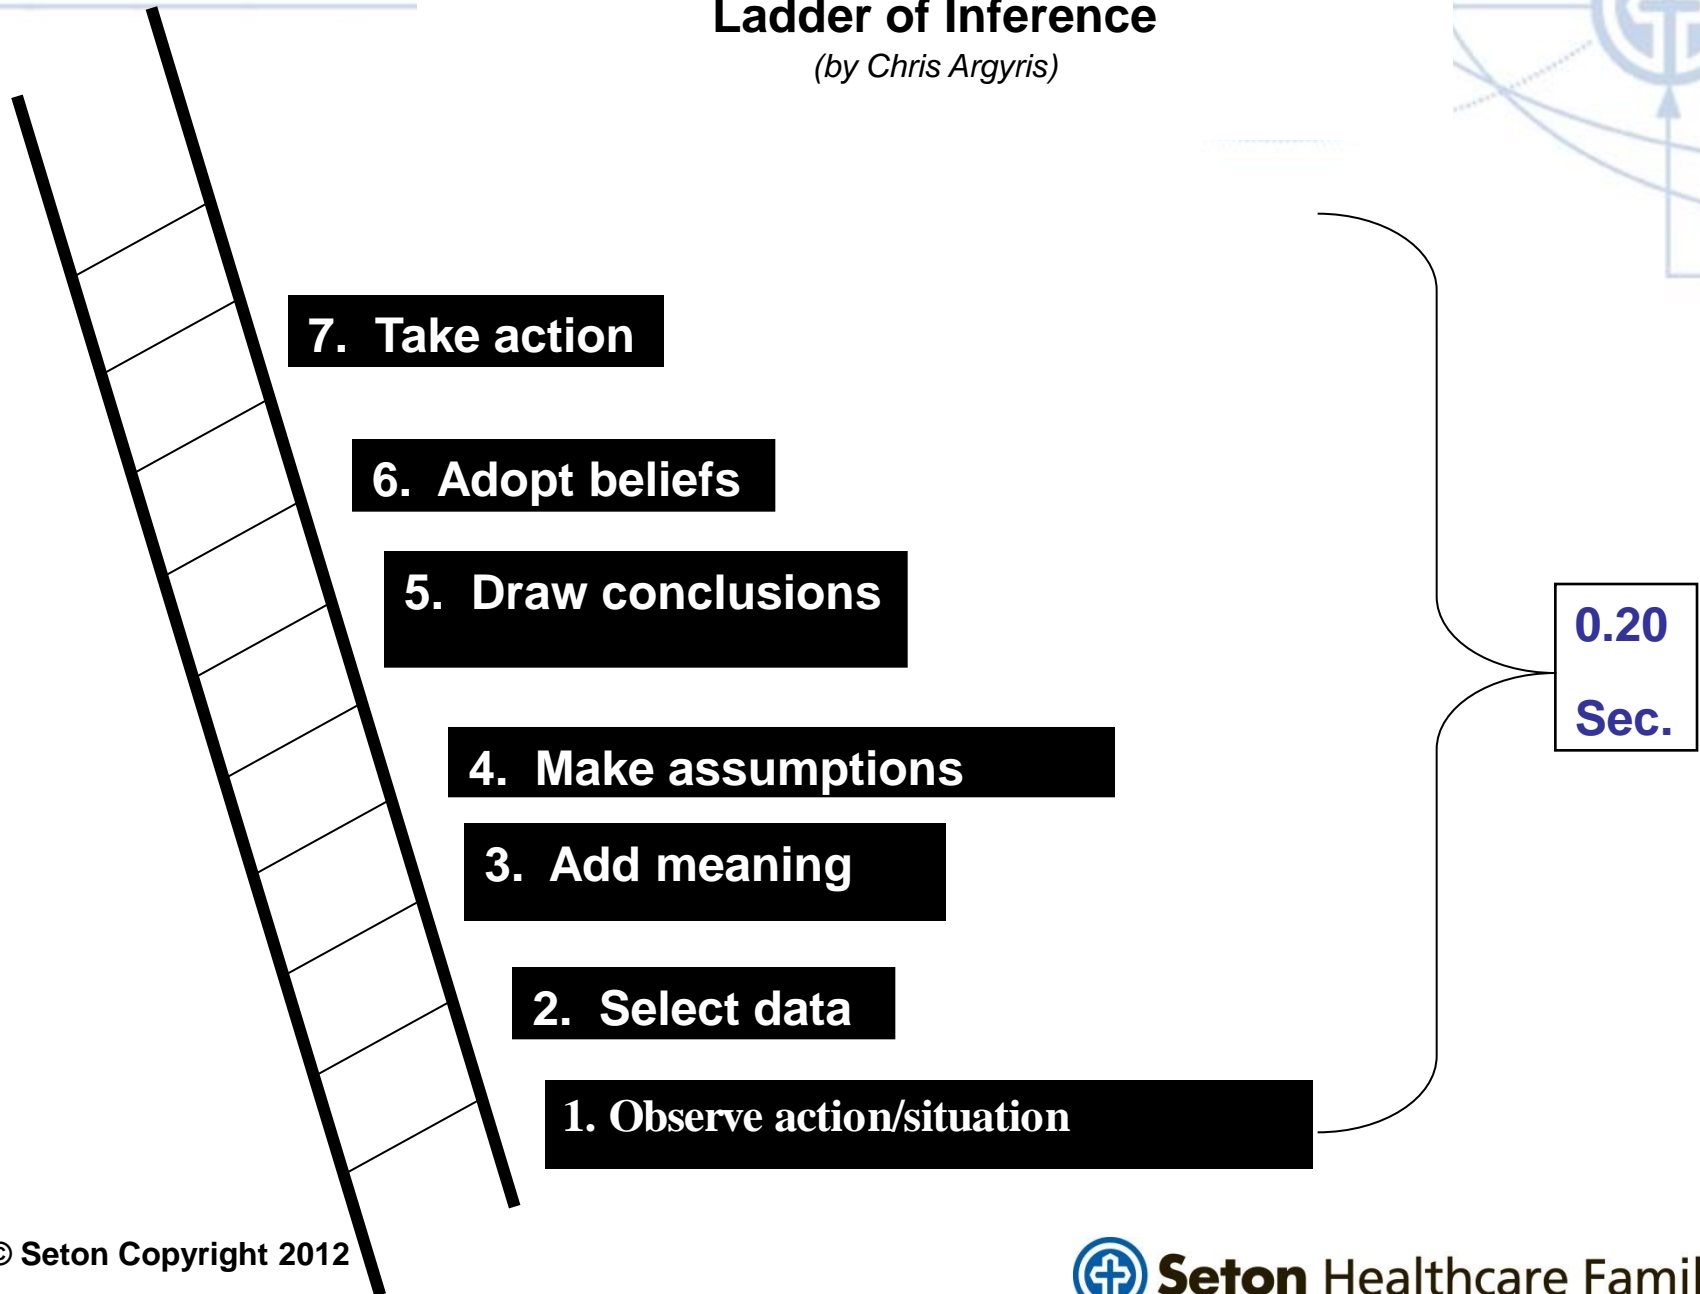 Ladder of Inference
(by Chris Argyris)
7. Take action
6. Adopt beliefs
5. Draw conclusions
0.20
Sec.
4. Make assumptions
3. Add meaning
2. Select data
1. Observe action/situation
© Seton Copyright 2012
Seton Healthcare Famil